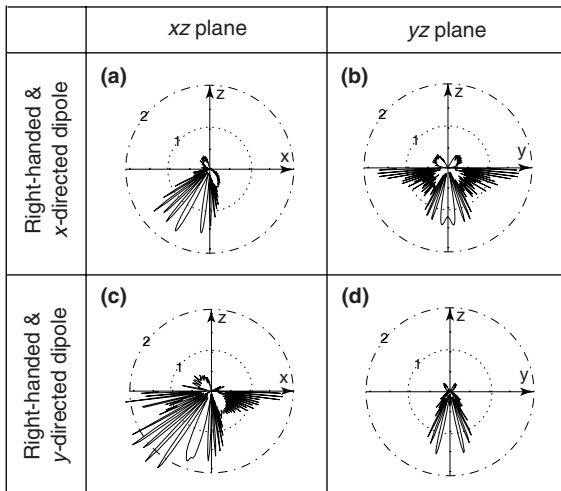 xz plane
yz plane
Right-handed &
x-directed dipole
(a)
z
2
1
x
(b)
z
2
1
y
Right-handed &
y-directed dipole
(c)
z
2
1
x
(d)
z
2
1
y